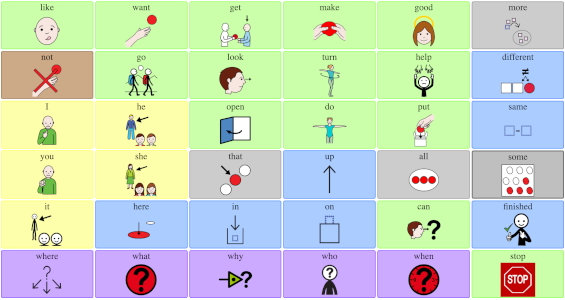 like want get make good more
not go look turn help different
I he open do put same
you she that up all some
it here in on can finished
where what why who when stop
STOP